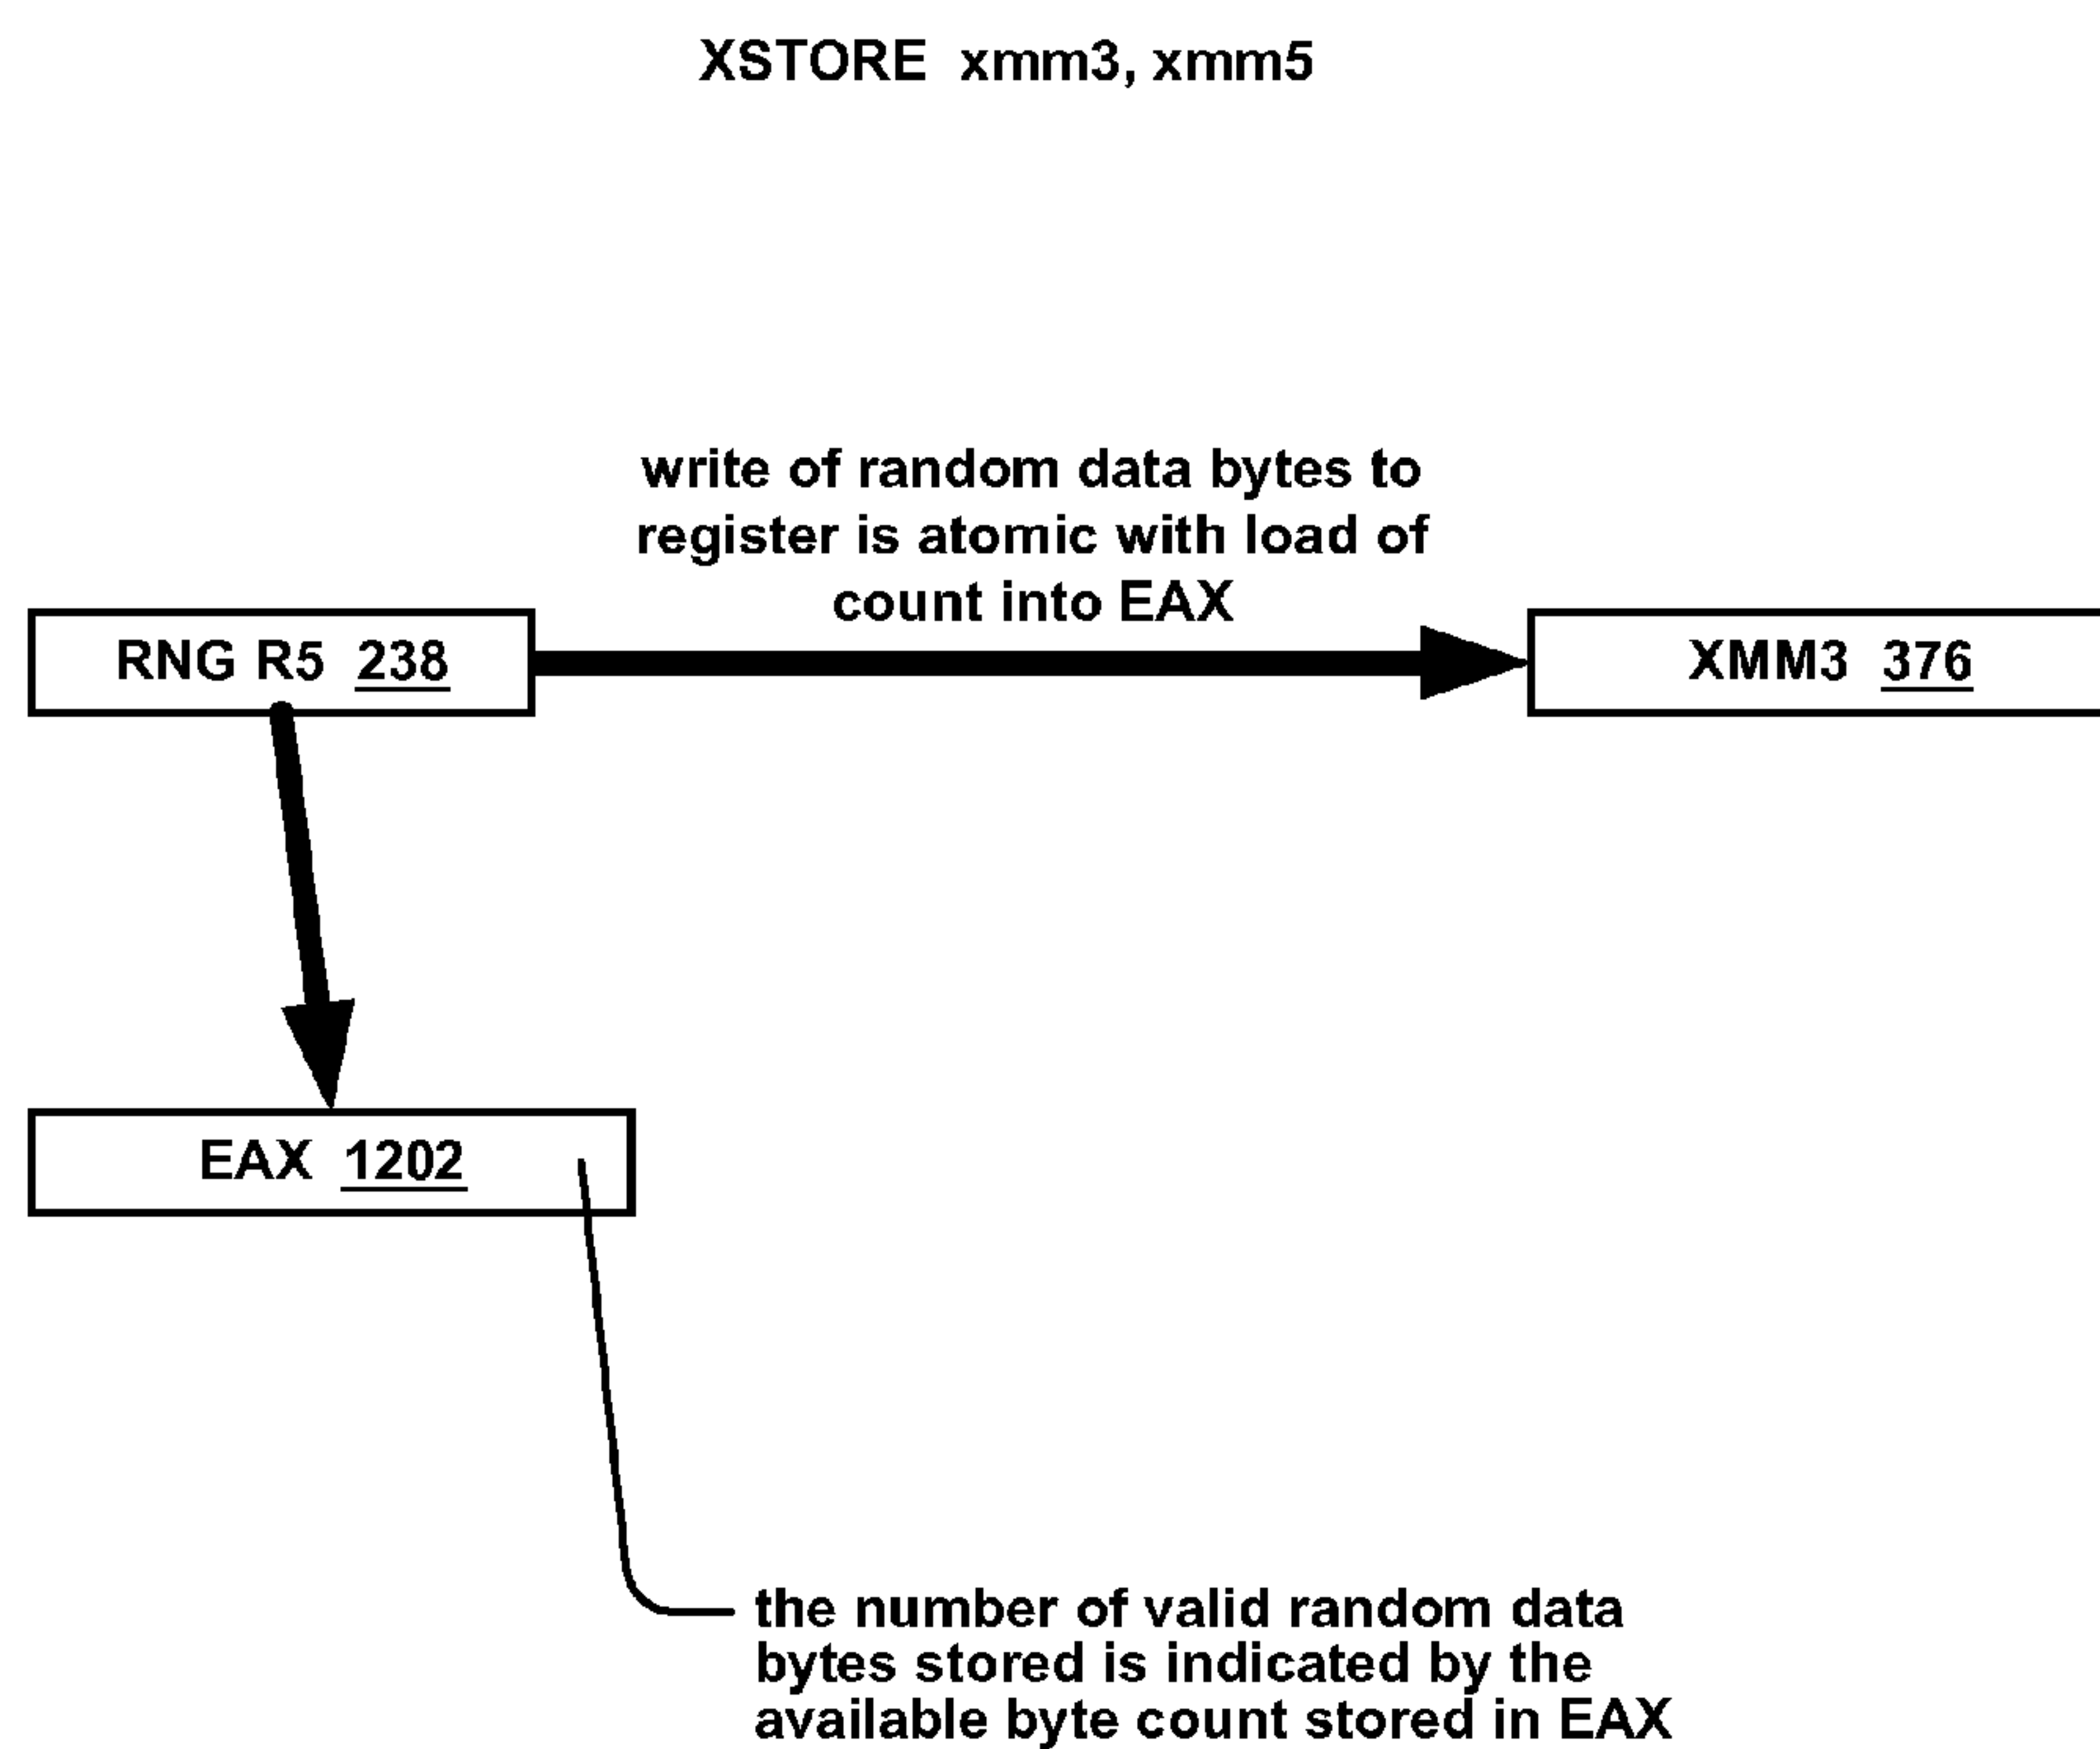 XSTORE xmm3, xmm5
write of random data bytes to
register is atomic with load of
count into EAX
RNG R5 238
XMM3 376
EAX 1202
the number of valid random data
bytes stored is indicated by the
available byte count stored in EAX